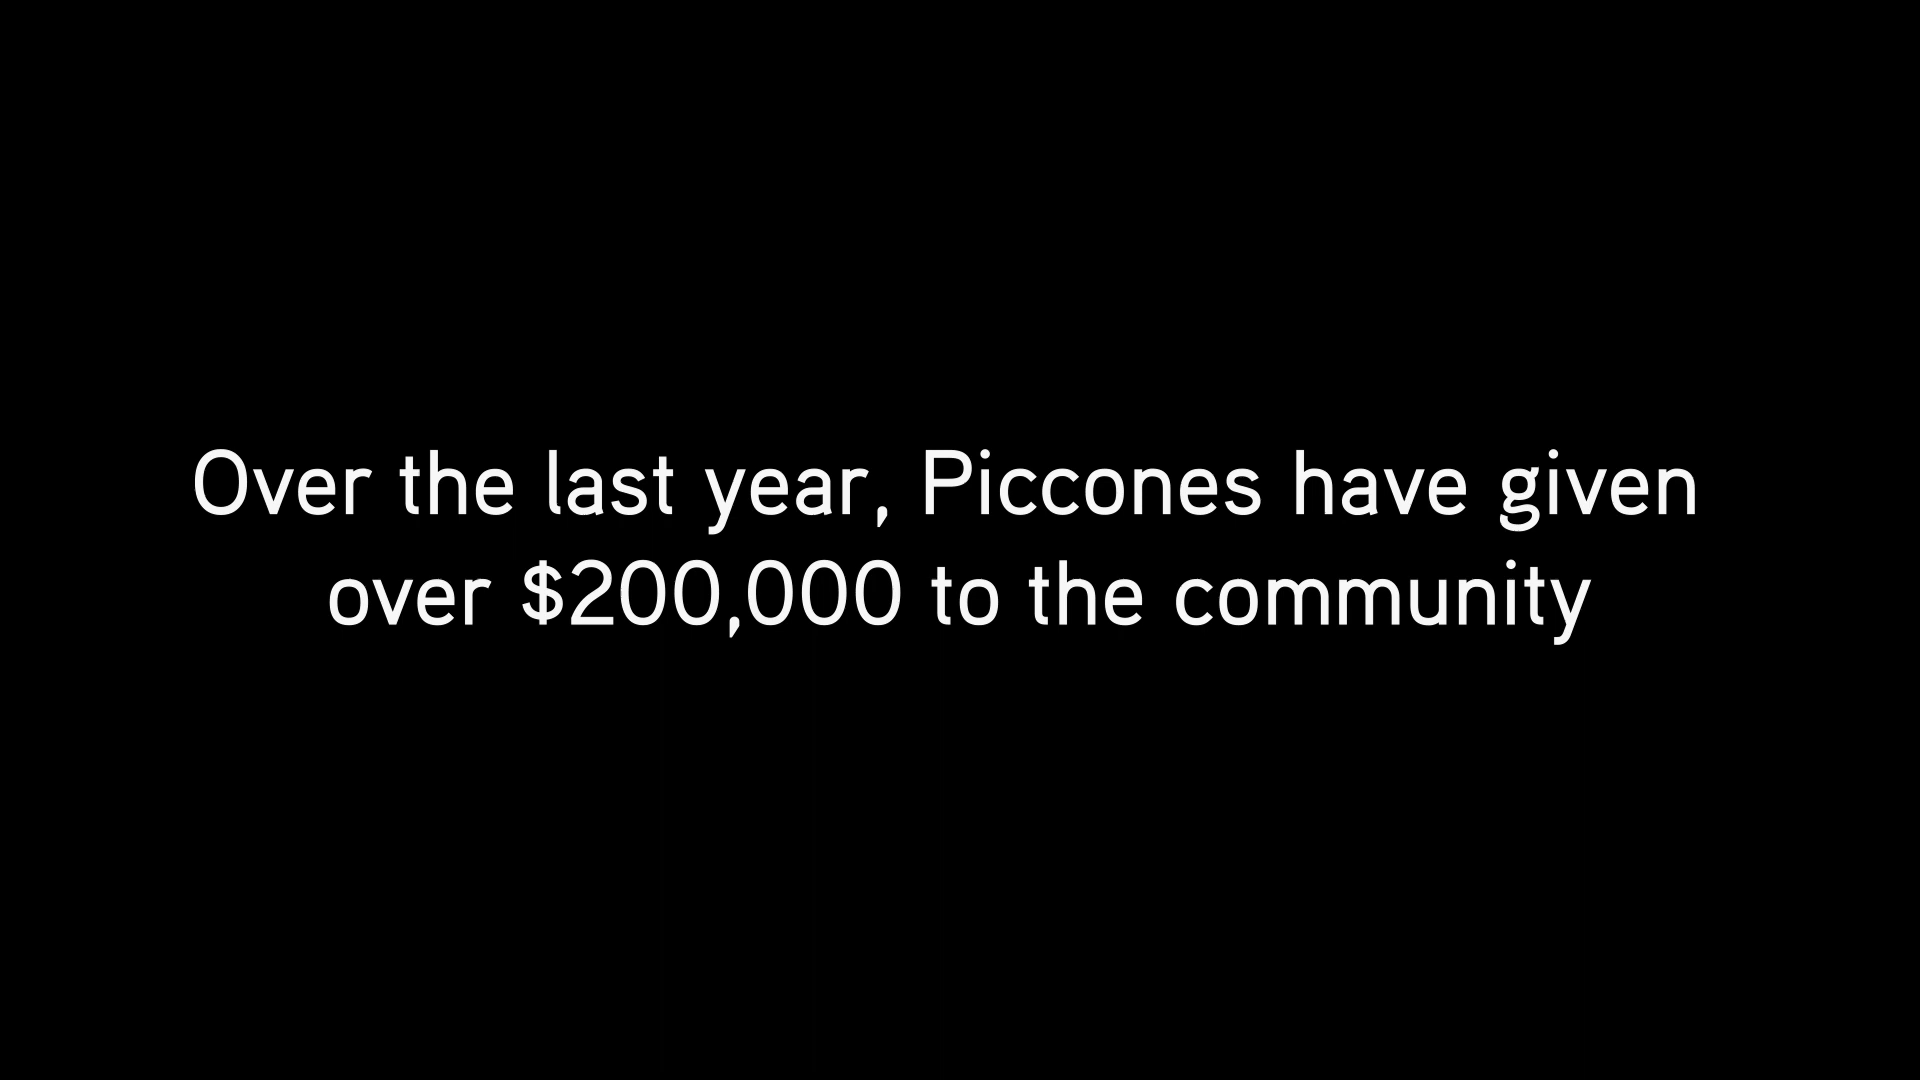 Over the last year, Piccones have given
over $200,000 to the community